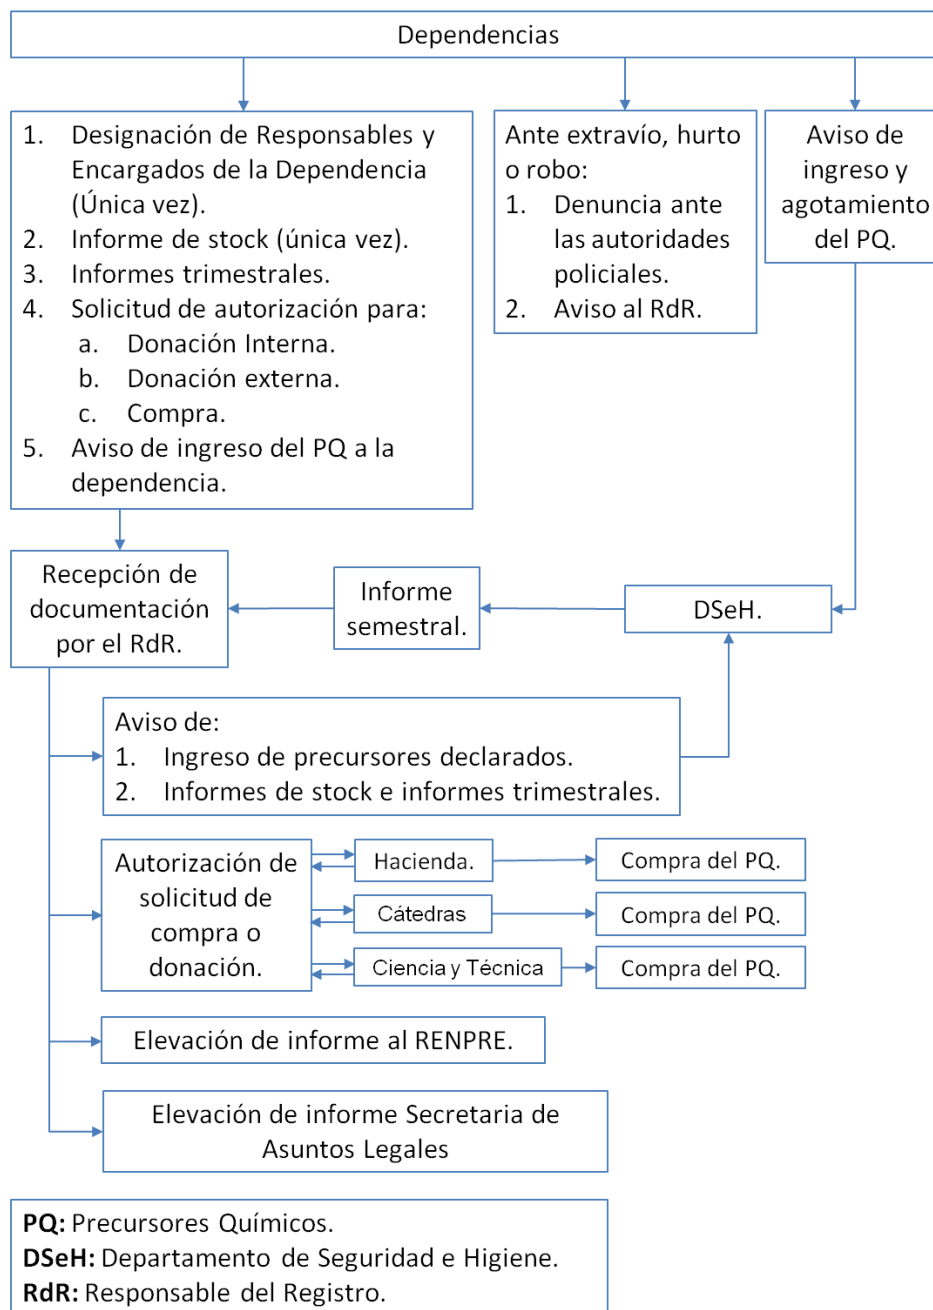 Dependencias
1. Designación de Responsables y
Encargados de la Dependencia
(Única vez).
2. Informe de stock (única vez).
3. Informes trimestrales.
4. Solicitud de autorización para:
a. Donación Interna.
b. Donación externa.
c. Compra.
5. Aviso de ingreso del PQ a la
dependencia.
Ante extravío, hurto
o robo:
1. Denuncia ante
las autoridades
policiales.
2. Aviso al RdR.
Aviso de
ingreso y
agotamiento
del PQ.
Recepción de
documentación
por el RdR.
Informe
semestral.
DSeH.
Aviso de:
1. Ingreso de precursores declarados.
2. Informes de stock e informes trimestrales.
Autorización de
solicitud de
compra o
donación.
Hacienda.
Compra del PQ.
Cátedras
Compra del PQ.
Ciencia y Técnica
Compra del PQ.
Elevación de informe al RENPRE.
Elevación de informe Secretaria de
Asuntos Legales
PQ: Precursores Químicos.
DSeH: Departamento de Seguridad e Higiene.
RdR: Responsable del Registro.